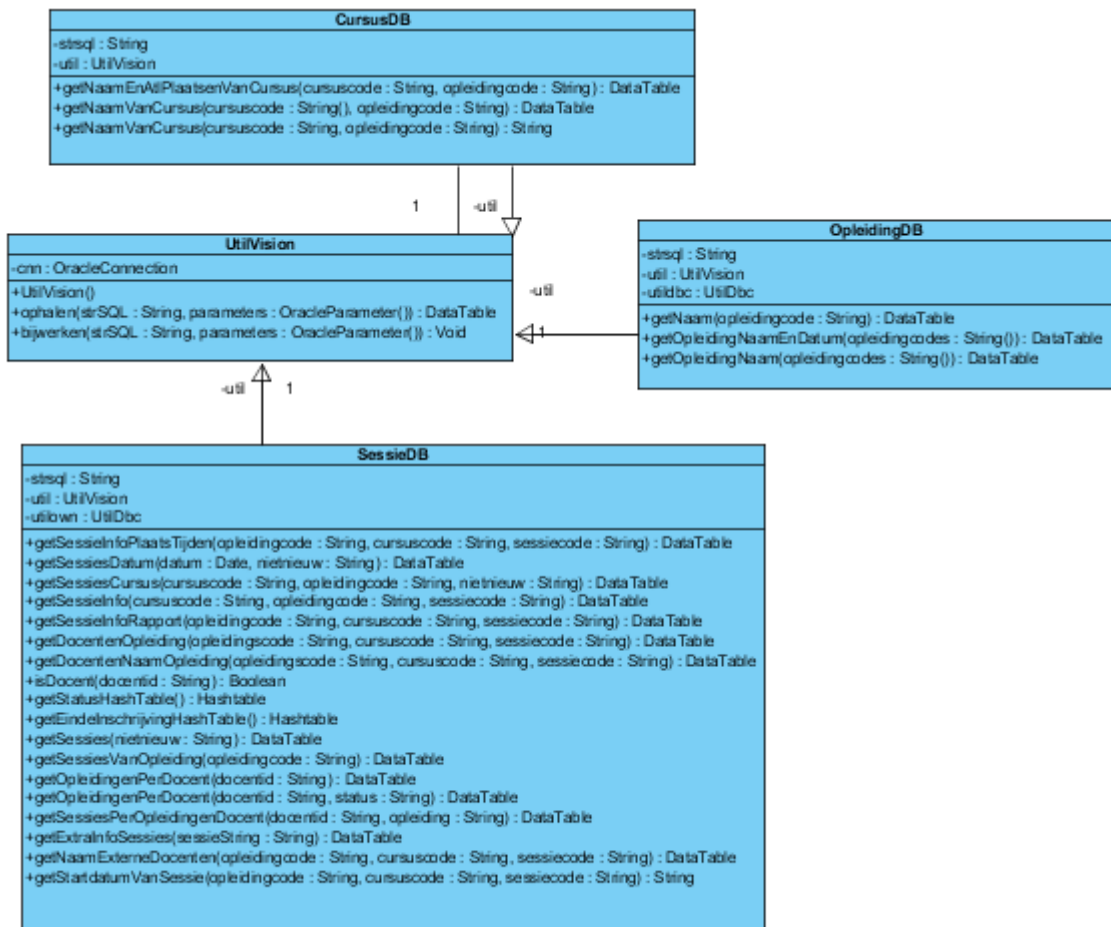 CursusDB
-strsql : String
-util : UtilVision
+getNaamEnAtlPlaatsenVanCursus(cursuscode : String, opleidingcode : String) : DataTable
+getNaamVanCursus(cursuscode : String(), opleidingcode : String) : DataTable
+getNaamVanCursus(cursuscode : String, opleidingcode : String) : String
1
-util
UtilVision
-cnn : OracleConnection
+UtilVision()
+ophalen(strSQL : String, parameters : OracleParameter()) : DataTable
+bijwerken(strSQL : String, parameters : OracleParameter()) : Void
-util
1
OpleidingDB
-strsql : String
-util : UtilVision
-utildbc : UtilDbc
+getNaam(opleidingcode : String) : DataTable
+getOpleidingNaamEnDatum(opleidingcodes : String()) : DataTable
+getOpleidingNaam(opleidingcodes : String()) : DataTable
-util
1
SessieDB
-strsql : String
-util : UtilVision
-utilown : UtilDbc
+getSessieInfoPlaatsTijden(opleidingcode : String, cursuscode : String, sessiecode : String) : DataTable
+getSessiesDatum(datum : Date, nietnieuw : String) : DataTable
+getSessiesCursus(cursuscode : String, opleidingcode : String, nietnieuw : String) : DataTable
+getSessieInfo(cursuscode : String, opleidingcode : String, sessiecode : String) : DataTable
+getSessieInfoRapport(opleidingcode : String, cursuscode : String, sessiecode : String) : DataTable
+getDocentenOpleiding(opleidingscode : String, cursuscode : String, sessiecode : String) : DataTable
+getDocentenNaamOpleiding(opleidingscode : String, cursuscode : String, sessiecode : String) : DataTable
+isDocent(docentid : String) : Boolean
+getStatusHashTable() : Hashtable
+getEindeInschrijvingHashTable() : Hashtable
+getSessies(nietnieuw : String) : DataTable
+getSessiesVanOpleiding(opleidingcode : String) : DataTable
+getOpleidingenPerDocent(docentid : String) : DataTable
+getOpleidingenPerDocent(docentid : String, status : String) : DataTable
+getSessiesPerOpleidingenDocent(docentid : String, opleiding : String) : DataTable
+getExtraInfoSessies(sessieString : String) : DataTable
+getNaamExterneDocenten(opleidingcode : String, cursuscode : String, sessiecode : String) : DataTable
+getStartdatumVanSessie(opleidingcode : String, cursuscode : String, sessiecode : String) : String